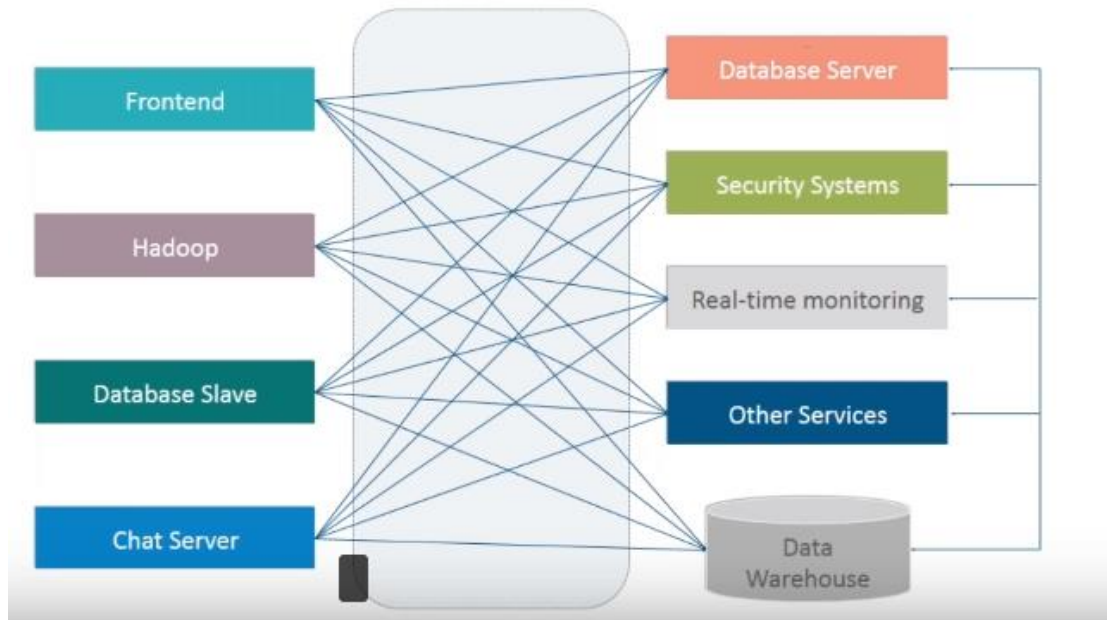 Frontend
Hadoop
Database Slave
Chat Server
Database Server
Security Systems
Real-time monitoring
Other Services
Data
Warehouse